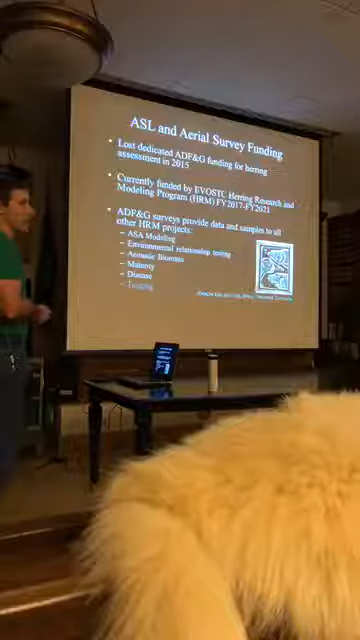 ASL and Aerial Survey Funding
• Lost dedicated ADF&G funding for herring
assessment in 2015
• Currently funded by EVOSTC Herring Research and
Modeling Program (HRM) FY2017-FY2021
• ADF&G surveys provide data and samples to all
other HRM projects:
– ASA Modeling
– Environmental relationship testing
– Acoustic Biomass
– Maturity
– Disease